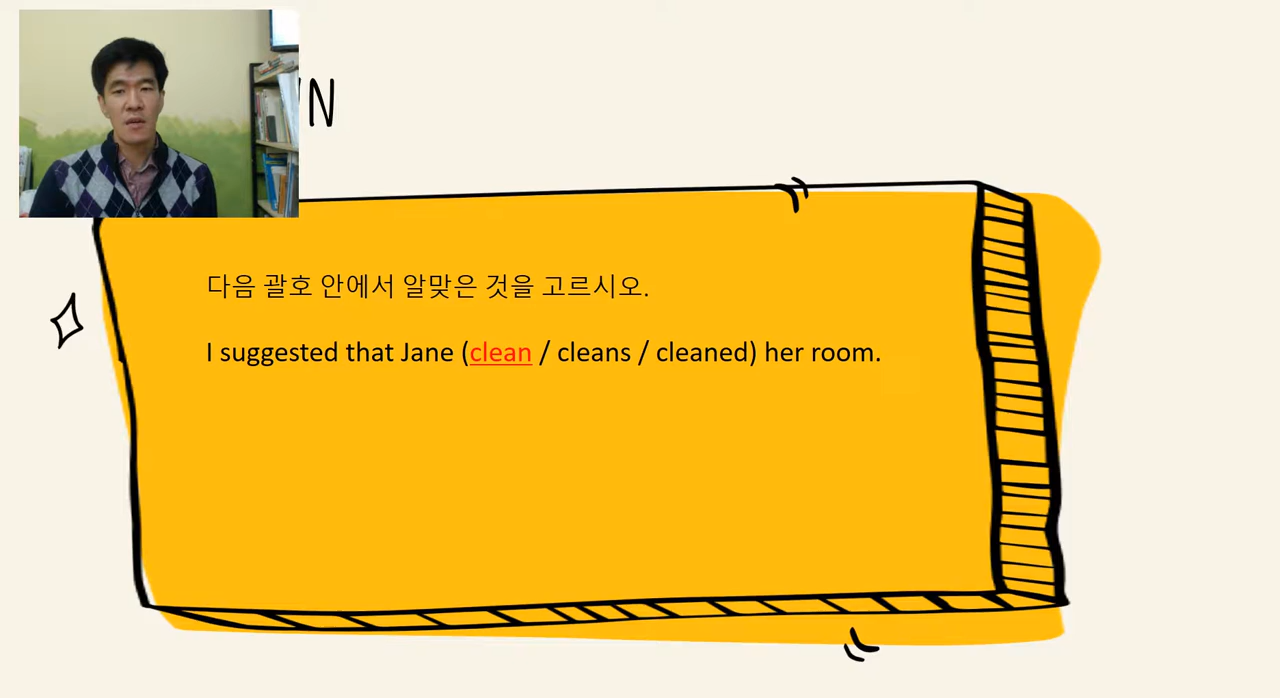 N
다음 괄호 안에서 알맞은 것을 고르시오.
I suggested that Jane (clean / cleans / cleaned) her room.